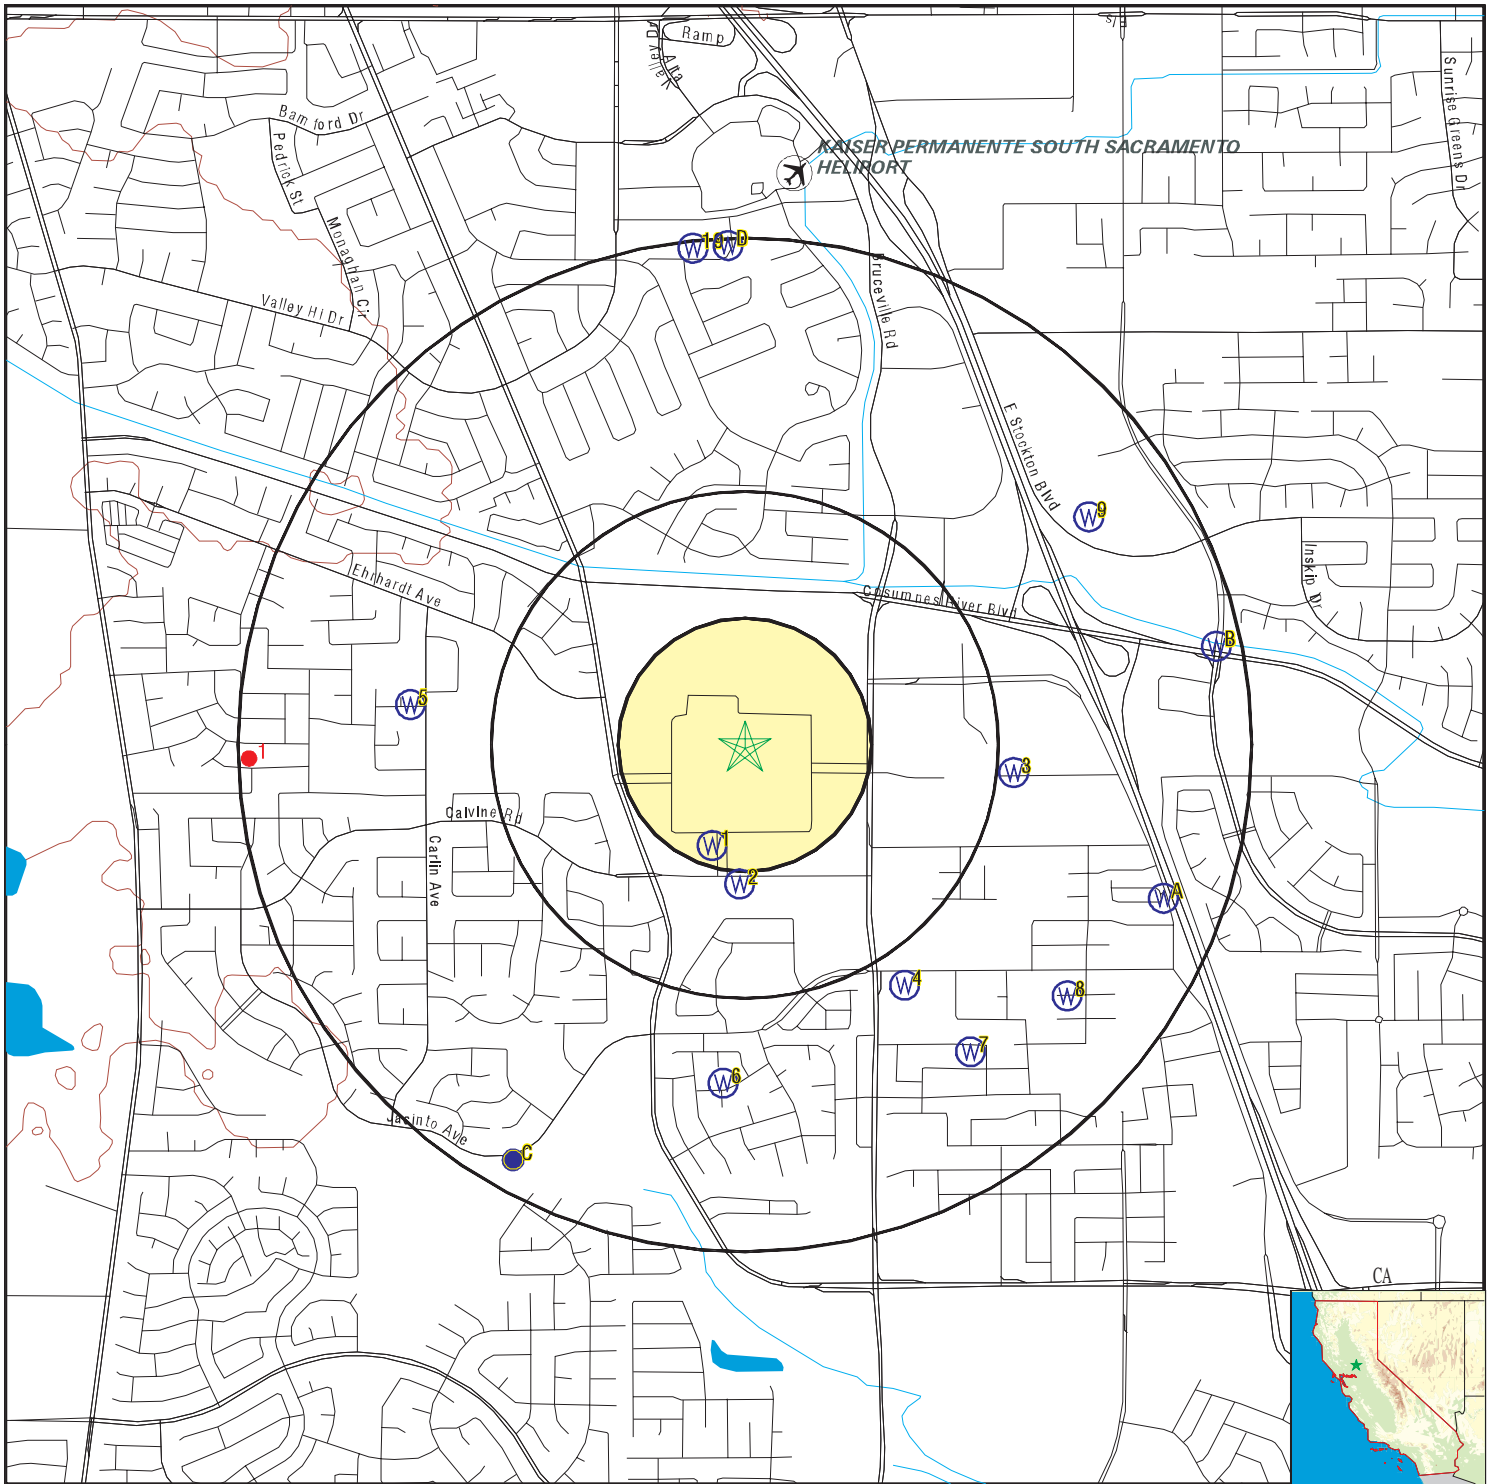 Ramp
Bamford Dr
Pedrick St
Monaghan Cir
Valley Hi Dr
KAISER PERMANENTE SOUTH SACRAMENTO
HELIPORT
Sunrise Greens Dr
W D
Bruceville Rd
E Stockton Blvd
W 9
Inskip Dr
Ehrhardt Ave
Cosumnes River Blvd
W B
W 5
1
W 3
Calvine Rd
Carlin Ave
W 1
W 2
W A
W 4
W 8
W 7
W 6
Jacinto Ave
C
CA